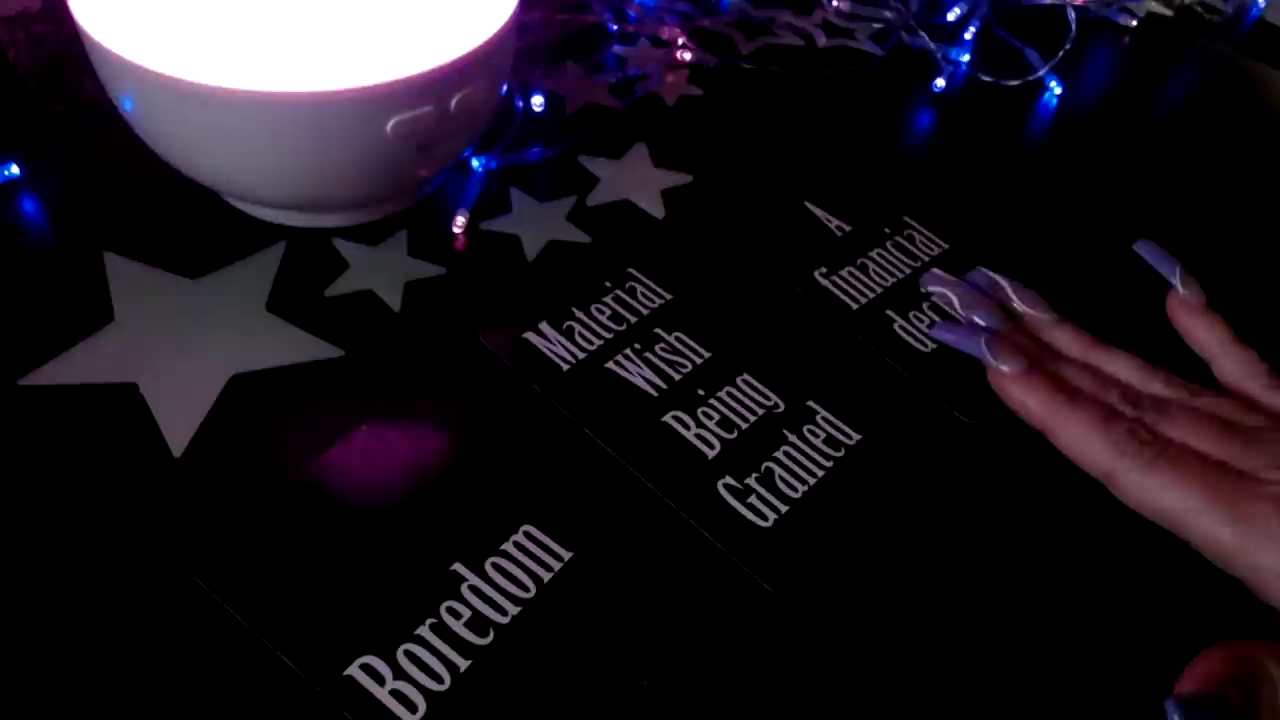 Boredom
Material
Wish
Being
Granted
A
financial